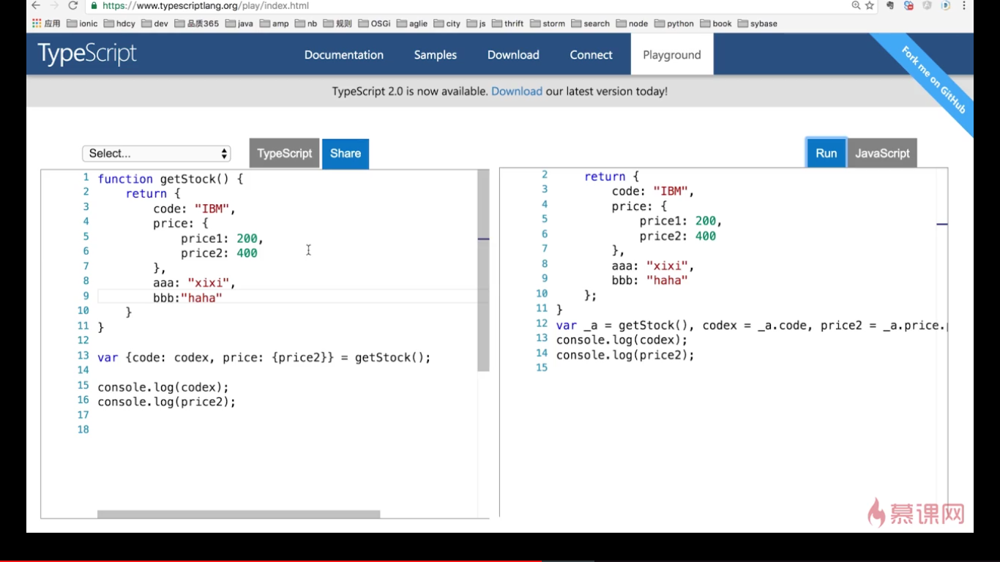 https://www.typescriptlang.org/play/index.html
应用 ionic hdcy dev 品质365 java amp nb 规则 OSGi aglie city js thrift storm search node python book sybase
TypeScript Documentation Samples Download Connect Playground
Fork me on GitHub
TypeScript 2.0 is now available. Download our latest version today!
Select... TypeScript Share
Run JavaScript
1 function getStock() {
2     return {
3         code: "IBM",
4         price: {
5             price1: 200,
6             price2: 400
7         },
8         aaa: "xixi",
9         bbb:"haha"
10     }
11 }
12
13 var {code: codex, price: {price2}} = getStock();
14
15 console.log(codex);
16 console.log(price2);
17
18
2     return {
3         code: "IBM",
4         price: {
5             price1: 200,
6             price2: 400
7         },
8         aaa: "xixi",
9         bbb: "haha"
10     };
11 }
12 var _a = getStock(), codex = _a.code, price2 = _a.price.
13 console.log(codex);
14 console.log(price2);
15
慕课网